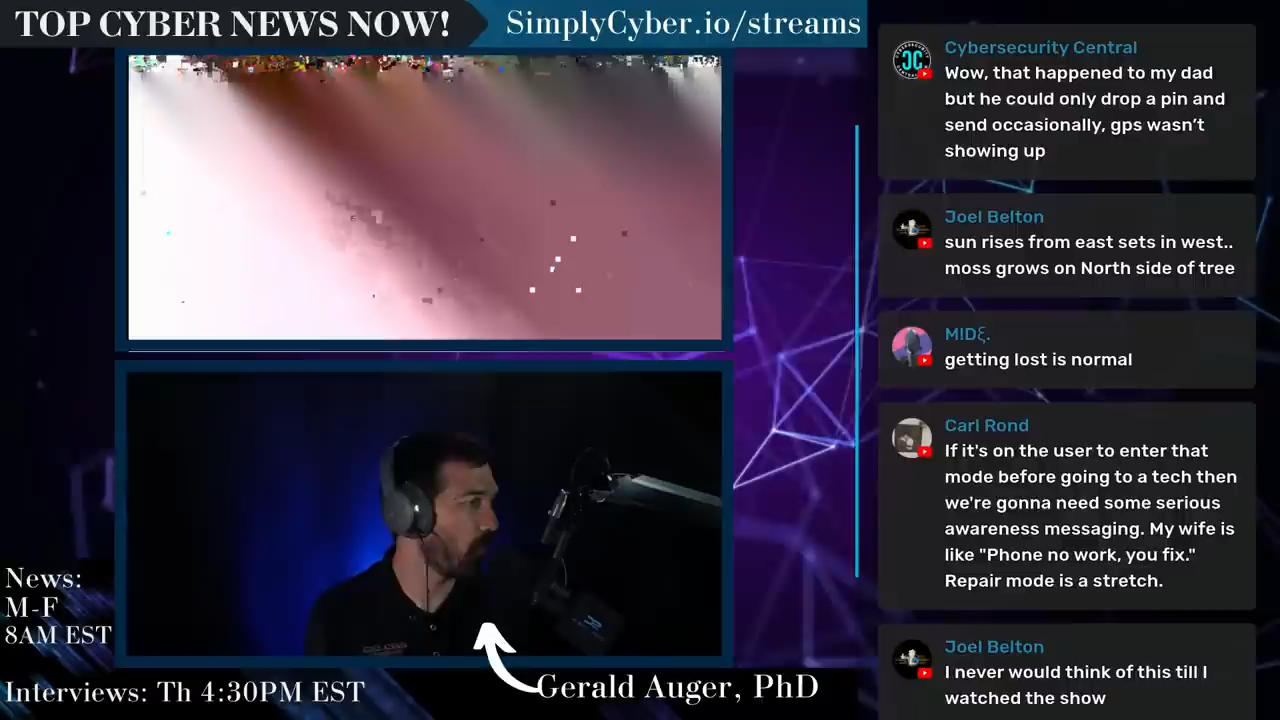 TOP CYBER NEWS NOW!
SimplyCyber.io/streams
News:
M-F
8AM EST
Interviews: Th 4:30PM EST
Gerald Auger, PhD
Cybersecurity Central
Wow, that happened to my dad
but he could only drop a pin and
send occasionally, gps wasn't
showing up
Joel Belton
sun rises from east sets in west..
moss grows on North side of tree
MIDξ.
getting lost is normal
Carl Rond
If it's on the user to enter that
mode before going to a tech then
we're gonna need some serious
awareness messaging. My wife is
like "Phone no work, you fix."
Repair mode is a stretch.
Joel Belton
I never would think of this till I
watched the show